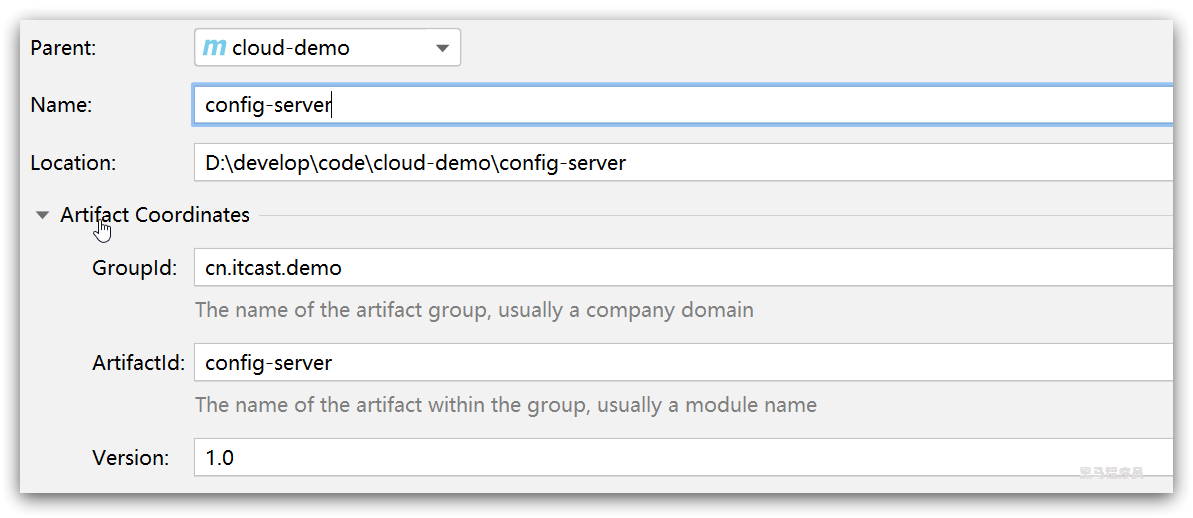 Parent: m cloud-demo
Name: config-server
Location: D:\develop\code\cloud-demo\config-server
Artifact Coordinates
GroupId: cn.itcast.demo
The name of the artifact group, usually a company domain
ArtifactId: config-server
The name of the artifact within the group, usually a module name
Version: 1.0
黑马程序员